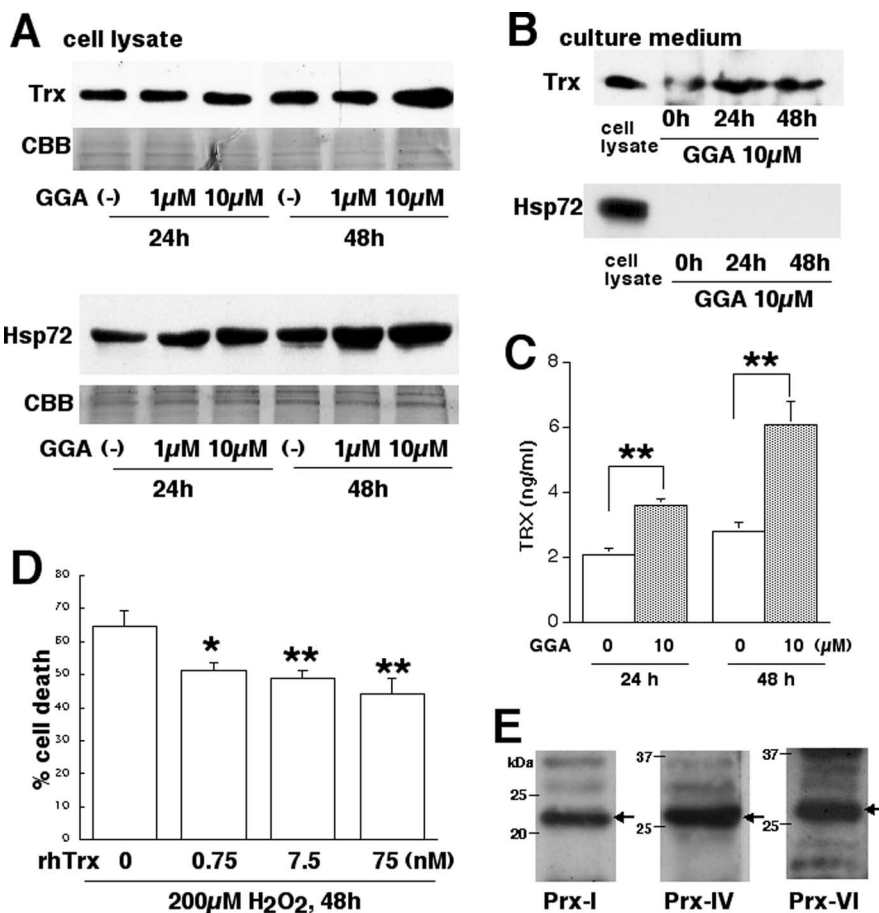 A cell lysate
Trx
CBB
GGA (-) 1µM 10µM (-) 1µM 10µM
24h 48h
Hsp72
CBB
GGA (-) 1µM 10µM (-) 1µM 10µM
24h 48h
B culture medium
Trx
cell lysate 0h 24h 48h
GGA 10µM
Hsp72
cell lysate 0h 24h 48h
GGA 10µM
C
8
**
6
**
4
2
0
TRX (ng/ml)
GGA 0 10 0 10 (µM)
24 h 48 h
D
80
70
60
50
40
30
20
10
0
% cell death
* ** **
rhTrx 0 0.75 7.5 75 (nM)
200µM H2O2, 48h
E
kDa 37 37
25
20 25 25
Prx-I Prx-IV Prx-VI